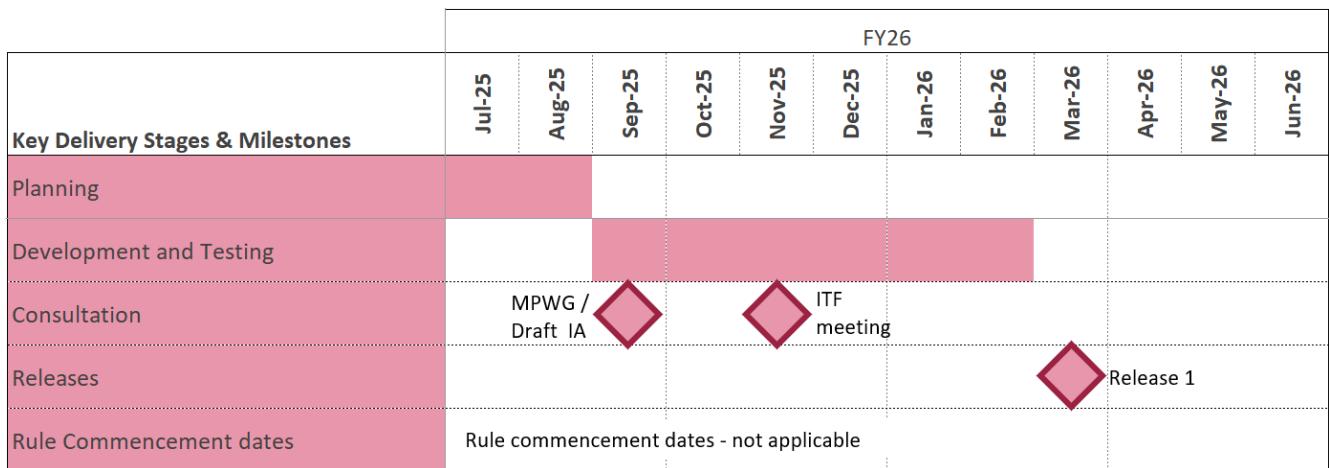 FY26
Key Delivery Stages & Milestones
Jul-25
Aug-25
Sep-25
Oct-25
Nov-25
Dec-25
Jan-26
Feb-26
Mar-26
Apr-26
May-26
Jun-26
Planning
Development and Testing
Consultation
MPWG /
Draft IA
ITF
meeting
Releases
Release 1
Rule Commencement dates
Rule commencement dates - not applicable